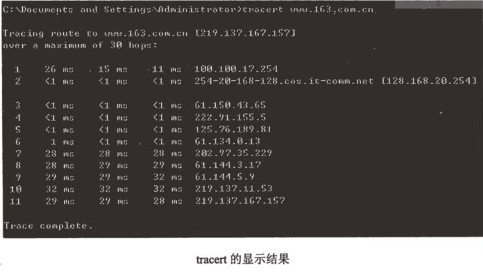 C:\Documents and Settings\Administrator>tracert www.163.com.cn
Tracing route to www.163.com.cn [219.137.167.157]
over a maximum of 30 hops:
1 26 ms 15 ms 11 ms 100.100.17.254
2 <1 ms <1 ms <1 ms 254-20-168-128.cos.it-comm.net [128.168.20.254]
3 <1 ms <1 ms <1 ms 61.150.43.65
4 <1 ms <1 ms <1 ms 222.91.155.5
5 <1 ms <1 ms <1 ms 125.76.189.81
6 1 ms <1 ms <1 ms 61.134.0.13
7 28 ms 28 ms 28 ms 202.97.35.229
8 28 ms 29 ms 29 ms 61.144.3.17
9 29 ms 29 ms 32 ms 61.144.5.9
10 32 ms 32 ms 32 ms 219.137.11.53
11 29 ms 29 ms 28 ms 219.137.167.157
Trace complete.
tracert 的显示结果